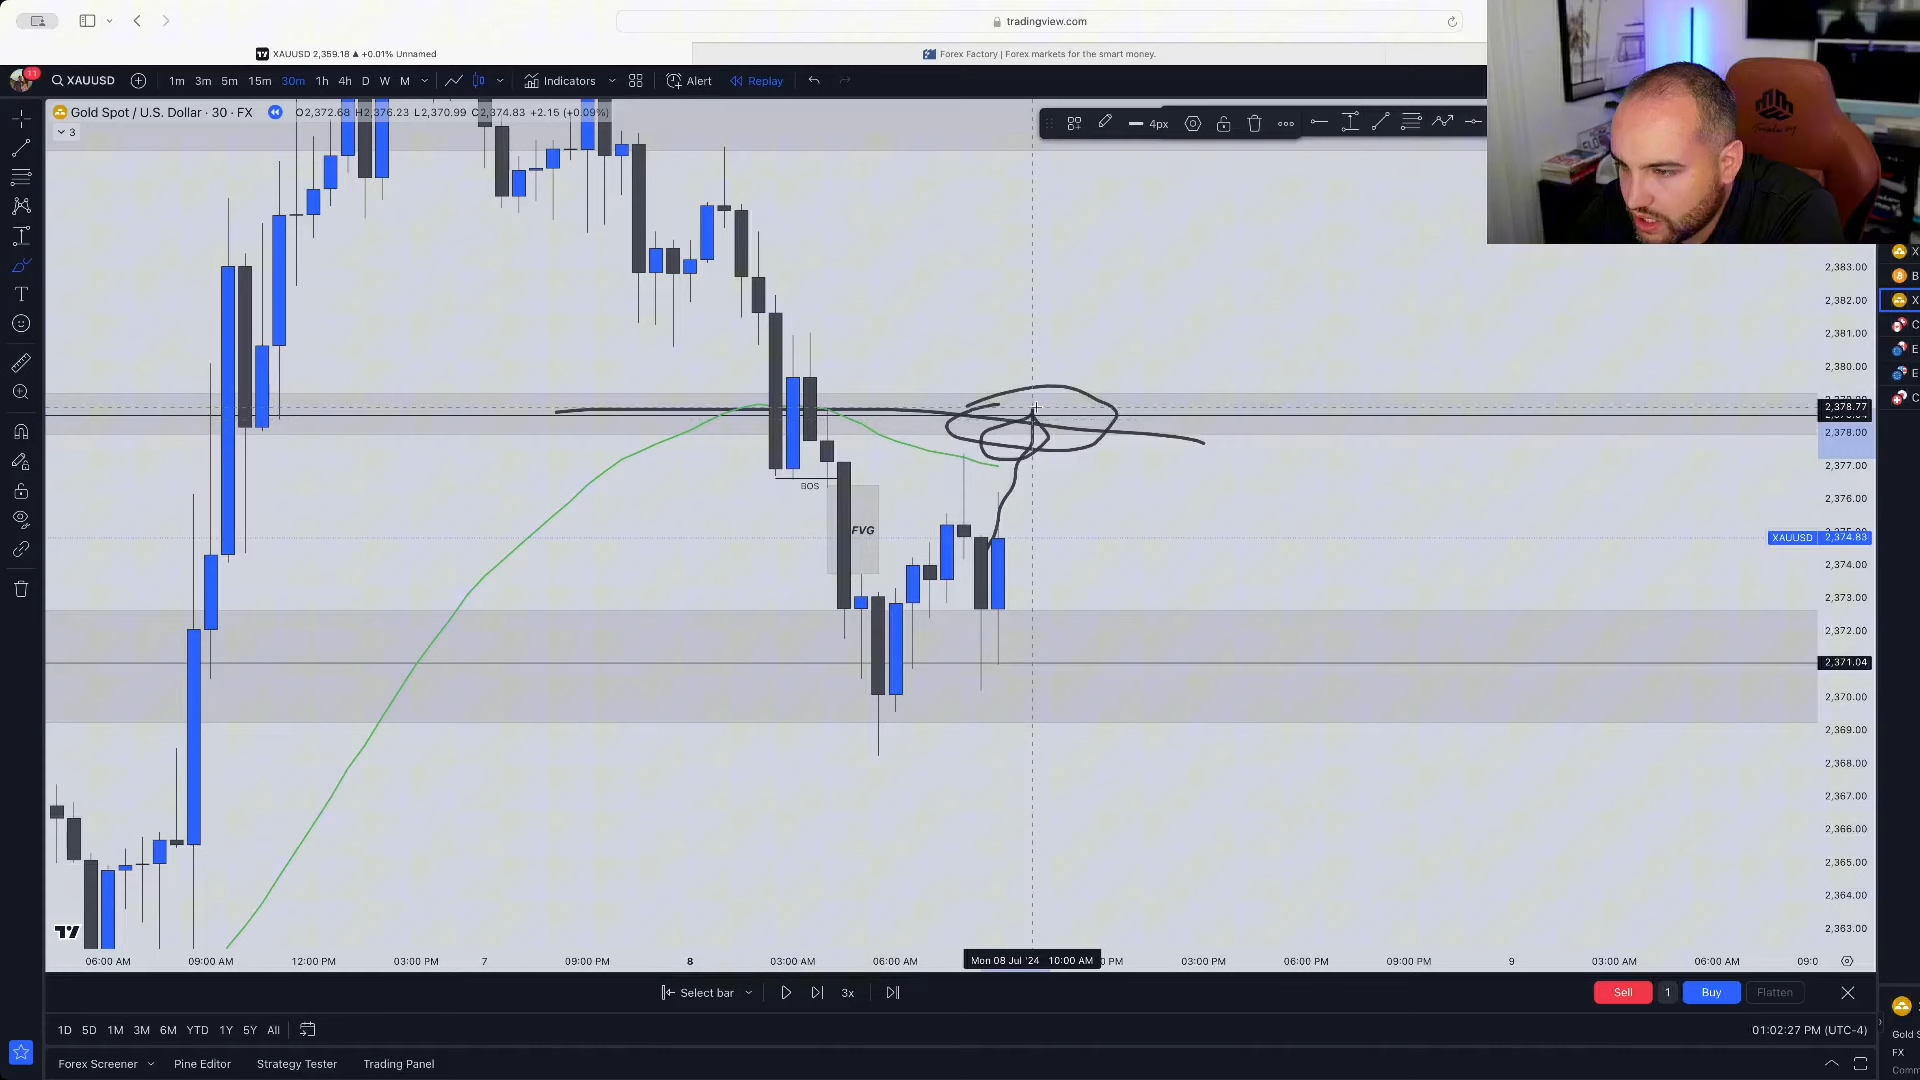 tradingview.com
XAUUSD 2,359.18 ▲ +0.01% Unnamed
Forex Factory | Forex markets for the smart money.
11
XAUUSD
1m 3m 5m 15m 30m 1h 4h D W M
Indicators
Alert
Replay
Gold Spot / U.S. Dollar · 30 · FX
O2,372.68 H2,376.23 L2,370.99 C2,374.83 +2.15 (+0.09%)
3
4px
2,383.00
2,382.00
2,381.00
2,380.00
2,378.77
2,378.00
2,377.00
2,376.00
XAUUSD 2,374.83
2,374.00
2,373.00
2,372.00
2,371.04
2,370.00
2,369.00
2,368.00
2,367.00
2,366.00
2,365.00
2,364.00
2,363.00
BOS
FVG
X
B
X
C
E
E
C
06:00 AM 09:00 AM 12:00 PM 03:00 PM 7 09:00 PM 8 03:00 AM 06:00 AM Mon 08 Jul '24 10:00 AM PM 03:00 PM 06:00 PM 09:00 PM 9 03:00 AM 06:00 AM 09:0
Select bar 3x
Sell 1 Buy Flatten
1D 5D 1M 3M 6M YTD 1Y 5Y All
01:02:27 PM (UTC-4)
Forex Screener Pine Editor Strategy Tester Trading Panel
Gold S
FX
Comm